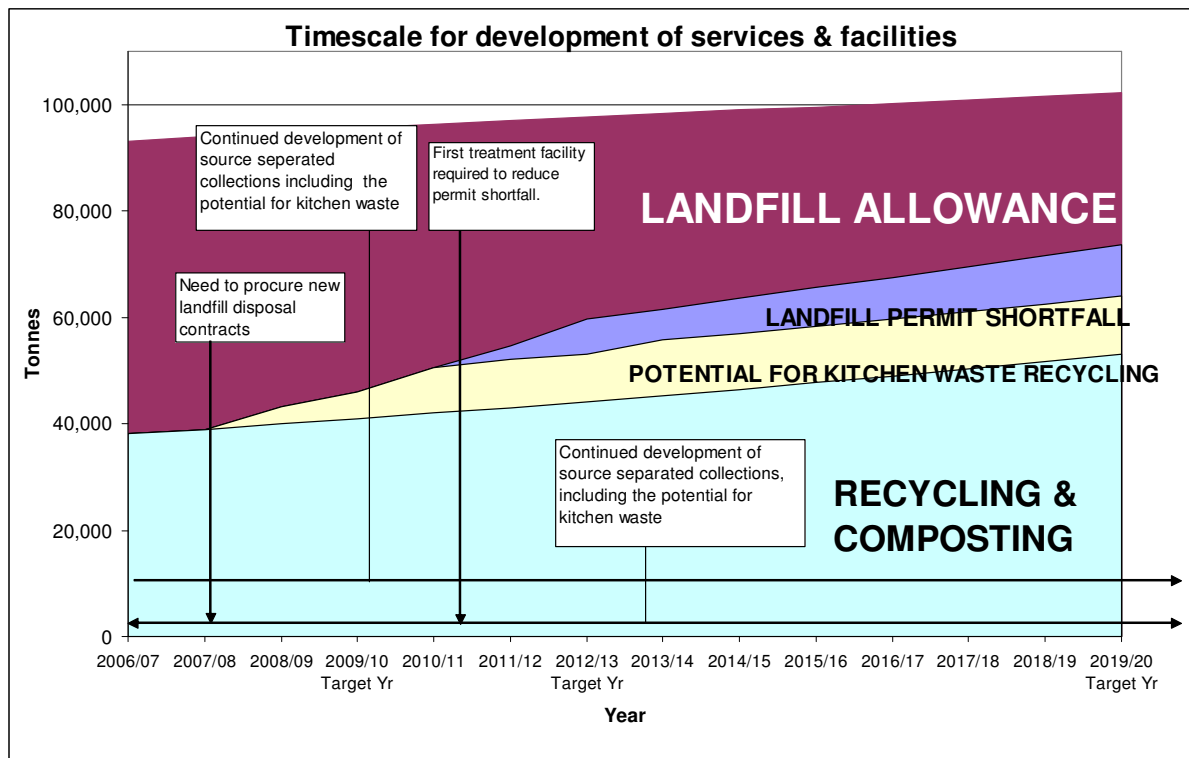 Timescale for development of services & facilities
100,000
80,000
60,000
40,000
20,000
0
Tonnes
Continued development of
source seperated
collections including the
potential for kitchen waste
First treatment facility
required to reduce
permit shortfall.
Need to procure new
landfill disposal
contracts
LANDFILL ALLOWANCE
LANDFILL PERMIT SHORTFALL
POTENTIAL FOR KITCHEN WASTE RECYCLING
Continued development of
source separated collections,
including the potential for
kitchen waste
RECYCLING &
COMPOSTING
2006/07 2007/08 2008/09 2009/10 2010/11 2011/12 2012/13 2013/14 2014/15 2015/16 2016/17 2017/18 2018/19 2019/20
Target Yr Target Yr Target Yr
Year